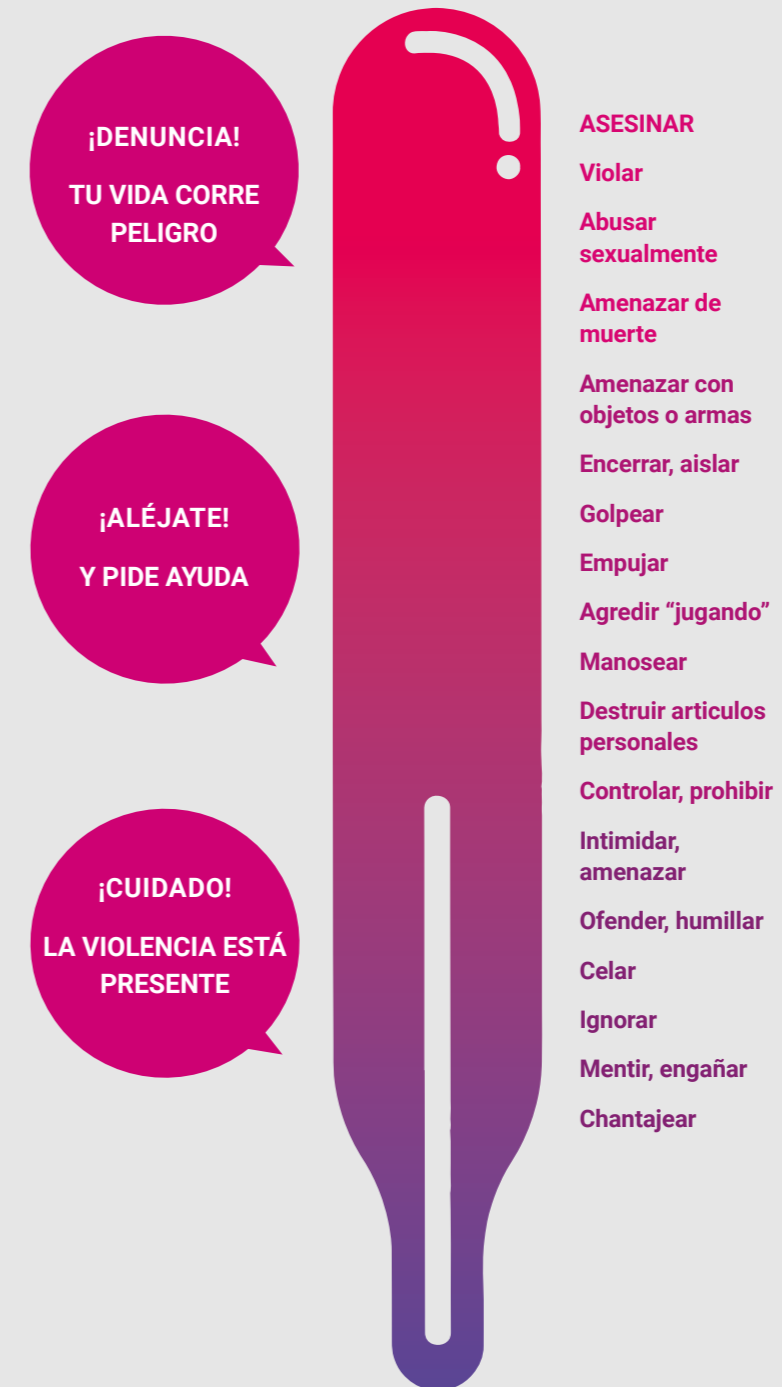 ¡DENUNCIA!
TU VIDA CORRE
PELIGRO
¡ALÉJATE!
Y PIDE AYUDA
¡CUIDADO!
LA VIOLENCIA ESTÁ
PRESENTE
ASESINAR
Violar
Abusar
sexualmente
Amenazar de
muerte
Amenazar con
objetos o armas
Encerrar, aislar
Golpear
Empujar
Agredir “jugando”
Manosear
Destruir articulos
personales
Controlar, prohibir
Intimidar,
amenazar
Ofender, humillar
Celar
Ignorar
Mentir, engañar
Chantajear